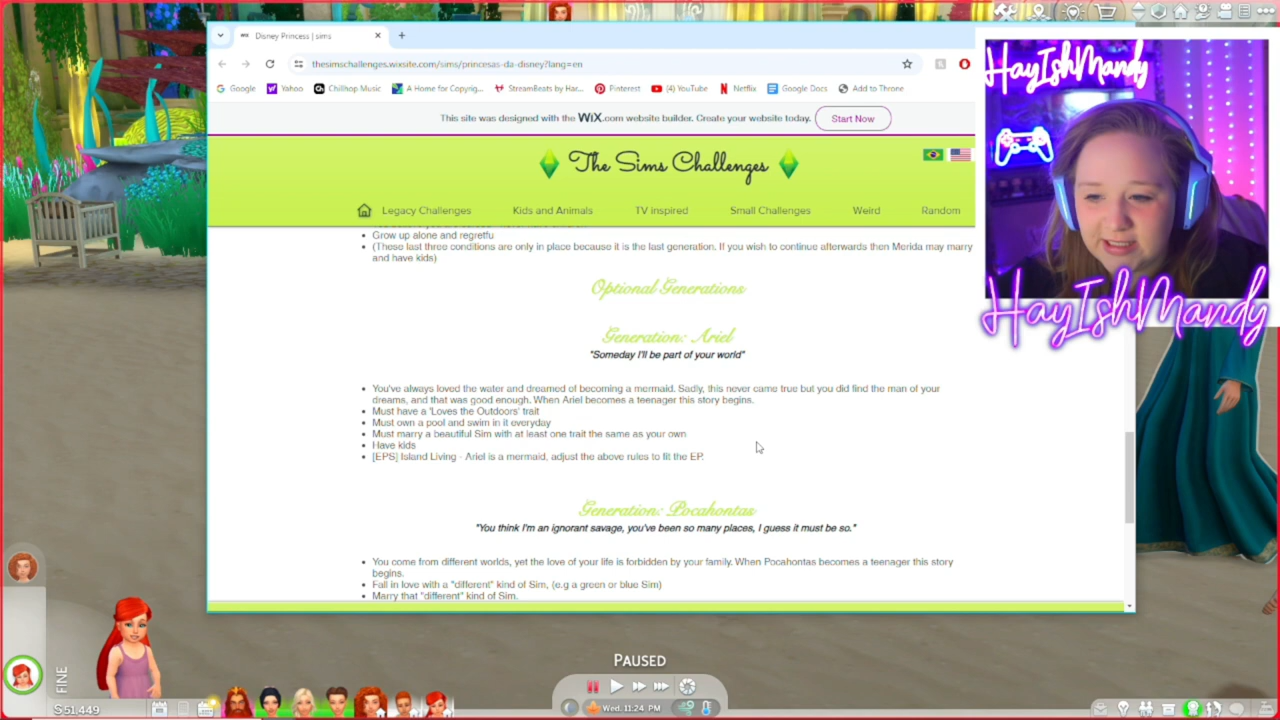 Disney Princess | sims
thesimschallenges.wixsite.com/sims/princesas-da-disney?lang=en
Google
Yahoo
Chillhop Music
A Home for Copyrig...
StreamBeats by Har...
Pinterest
(4) YouTube
Netflix
Google Docs
Add to Throne
This site was designed with the WiX.com website builder. Create your website today.
Start Now
The Sims Challenges
Legacy Challenges
Kids and Animals
TV inspired
Small Challenges
Weird
Random
Grow up alone and regretfu
(These last three conditions are only in place because it is the last generation. If you wish to continue afterwards then Merida may marry
and have kids)
Optional Generations
Generation: Ariel
"Someday I'll be part of your world"
You've always loved the water and dreamed of becoming a mermaid. Sadly, this never came true but you did find the man of your
dreams, and that was good enough. When Ariel becomes a teenager this story begins.
Must have a 'Loves the Outdoors' trait
Must own a pool and swim in it everyday
Must marry a beautiful Sim with at least one trait the same as your own
Have kids
[EPS] Island Living - Ariel is a mermaid, adjust the above rules to fit the EP.
Generation: Pocahontas
"You think I'm an ignorant savage, you've been so many places, I guess it must be so."
You come from different worlds, yet the love of your life is forbidden by your family. When Pocahontas becomes a teenager this story
begins.
Fall in love with a "different" kind of Sim, (e.g a green or blue Sim)
Marry that "different" kind of Sim.
HayIshMandy
HayIshMandy
FINE
$51,449
PAUSED
Wed. 11:24 PM